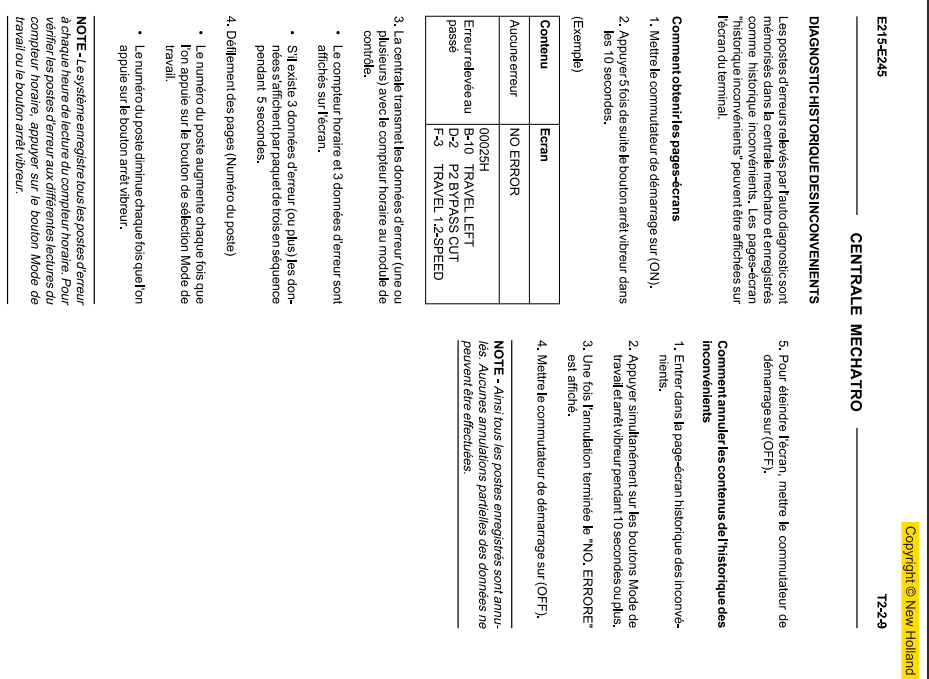 E215-E245
CENTRALE MECHATRO
T2-2-9
DIAGNOSTIC HISTORIQUE DES INCONVENIENTS
Les postes d'erreurs relevés par l'auto diagnostic sont
mémorisés dans la centrale mechatro et enregistrés
comme historique inconvénients. Les pages-écran
"historique inconvénients" peuvent être affichées sur
l'écran du terminal.
Comment obtenir les pages-écrans
1. Mettre le commutateur de démarrage sur (ON).
2. Appuyer 5 fois de suite le bouton arrêt vibreur dans
les 10 secondes.
(Exemple)
Contenu Ecran
Aucune erreur NO ERROR
Erreur relevée au 00025H
passé B-10 TRAVEL LEFT
D-2 P2 BYPASS CUT
F-3 TRAVEL 1.2-SPEED
3. La centrale transmet les données d'erreur (une ou
plusieurs) avec le compteur horaire au module de
contrôle.
• Le compteur horaire et 3 données d'erreur sont
affichés sur l'écran.
• S'il existe 3 données d'erreur (ou plus) les don-
nées s'affichent par paquet de trois en séquence
pendant 5 secondes.
4. Défilement des pages (Numéro du poste)
• Le numéro du poste augmente chaque fois que
l'on appuie sur le bouton de sélection Mode de
travail.
• Le numéro du poste diminue chaque fois que l'on
appuie sur le bouton arrêt vibreur.
NOTE - Le système enregistre tous les postes d'erreur
à chaque heure de lecture du compteur horaire. Pour
vérifier les postes d'erreur aux différentes lectures du
compteur horaire, appuyer sur le bouton Mode de
travail ou le bouton arrêt vibreur.
5. Pour éteindre l'écran, mettre le commutateur de
démarrage sur (OFF).
Comment annuler les contenus de l'historique des
inconvénients
1. Entrer dans la page-écran historique des inconvé-
nients.
2. Appuyer simultanément sur les boutons Mode de
travail et arrêt vibreur pendant 10 secondes ou plus.
3. Une fois l'annulation terminée le "NO. ERRORE"
est affiché.
4. Mettre le commutateur de démarrage sur (OFF).
NOTE - Ainsi tous les postes enregistrés sont annu-
lés. Aucunes annulations partielles des données ne
peuvent être effectuées.
Copyright © New Holland